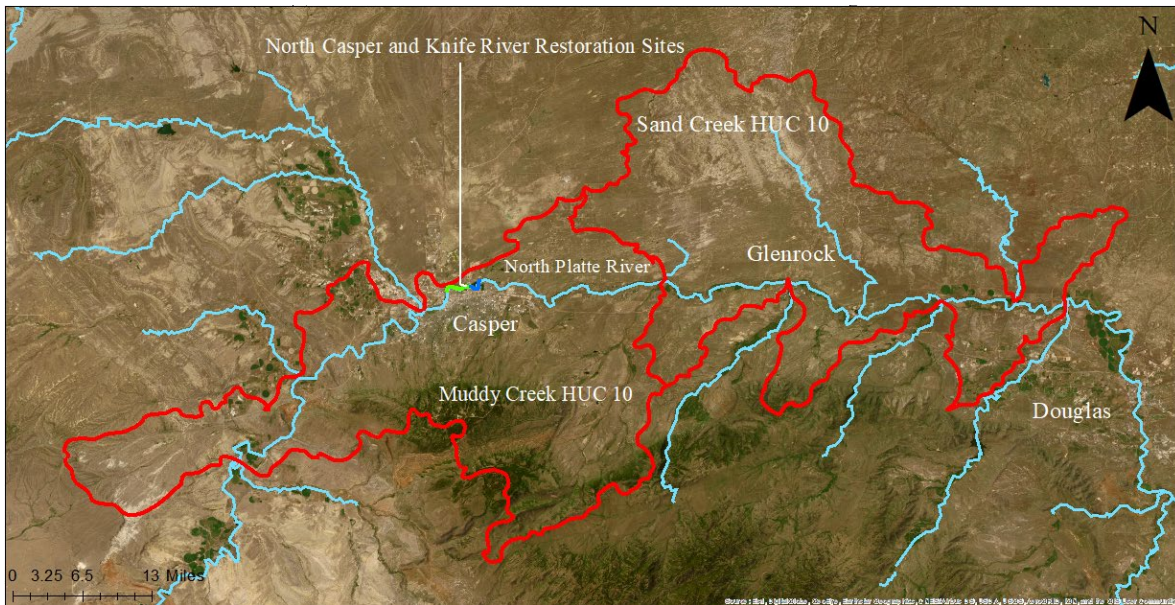 North Casper and Knife River Restoration Sites
N
Sand Creek HUC 10
Glenrock
North Platte River
Casper
Muddy Creek HUC 10
Douglas
0 3.25 6.5 13 Miles